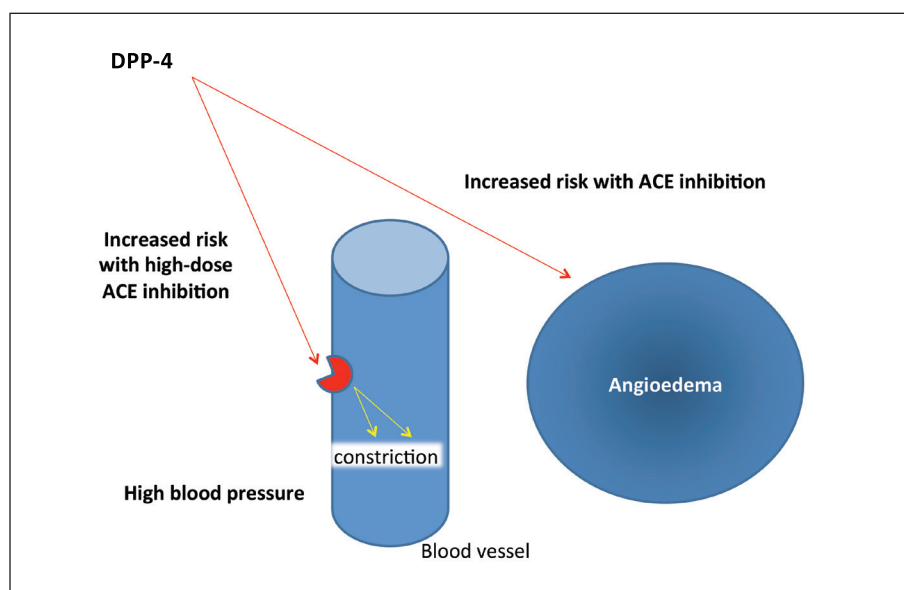 DPP-4
Increased risk with ACE inhibition
Increased risk
with high-dose
ACE inhibition
Angioedema
constriction
High blood pressure
Blood vessel